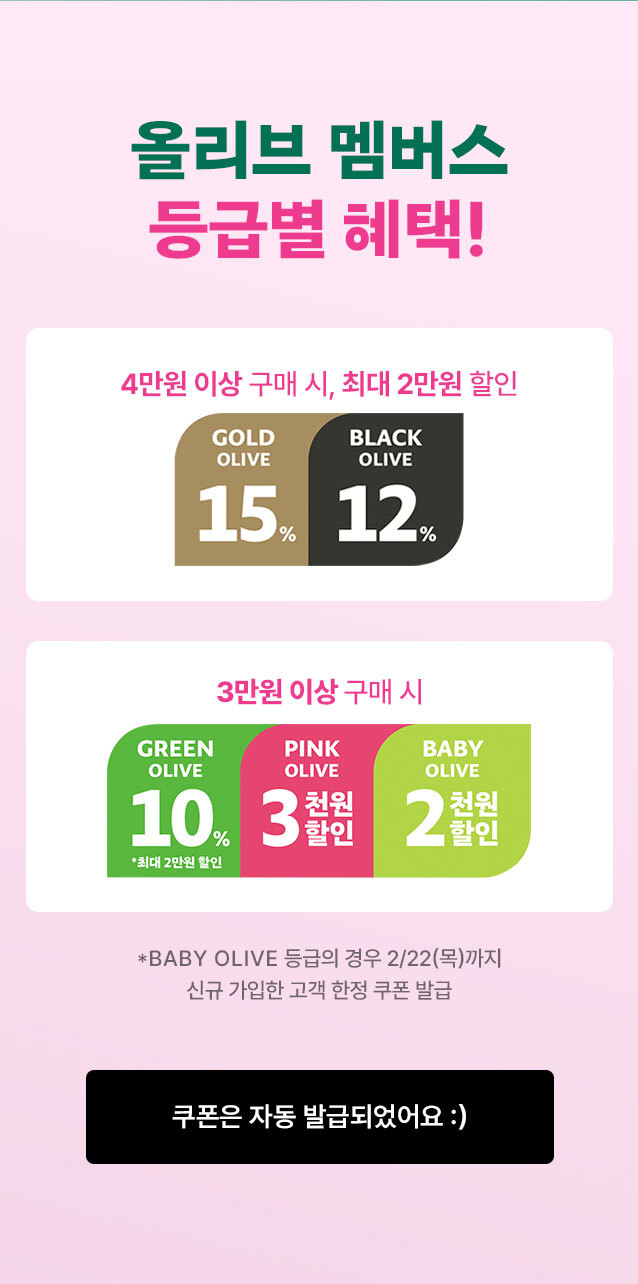 올리브 멤버스
등급별 혜택!
4만원 이상 구매 시, 최대 2만원 할인
GOLD
OLIVE
15%
BLACK
OLIVE
12%
3만원 이상 구매 시
GREEN
OLIVE
10%
*최대 2만원 할인
PINK
OLIVE
3천원
할인
BABY
OLIVE
2천원
할인
*BABY OLIVE 등급의 경우 2/22(목)까지
신규 가입한 고객 한정 쿠폰 발급
쿠폰은 자동 발급되었어요 :)